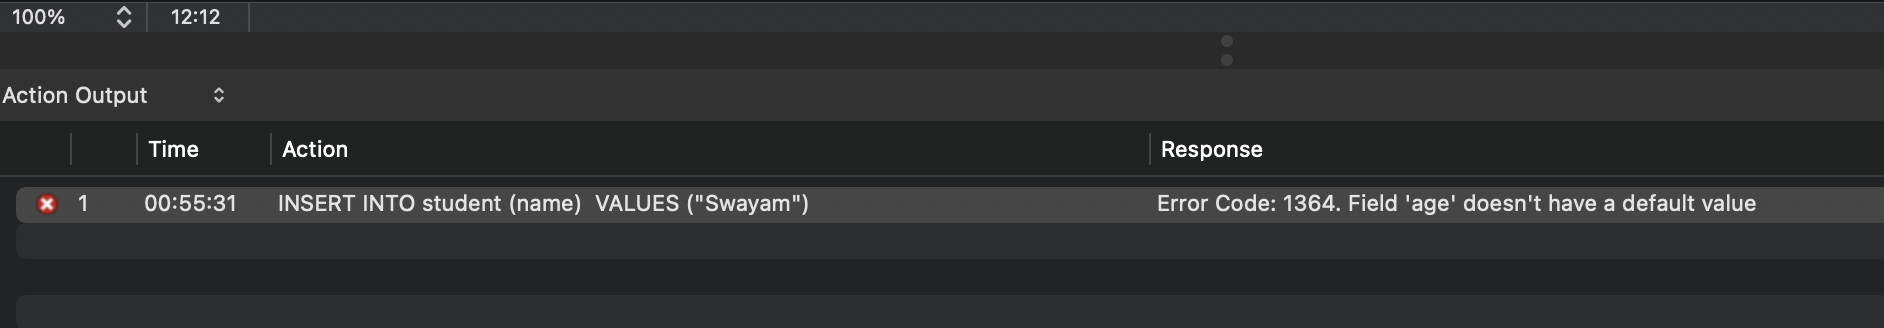 100% 12:12
Action Output
Time Action Response
1 00:55:31 INSERT INTO student (name)  VALUES ("Swayam") Error Code: 1364. Field 'age' doesn't have a default value